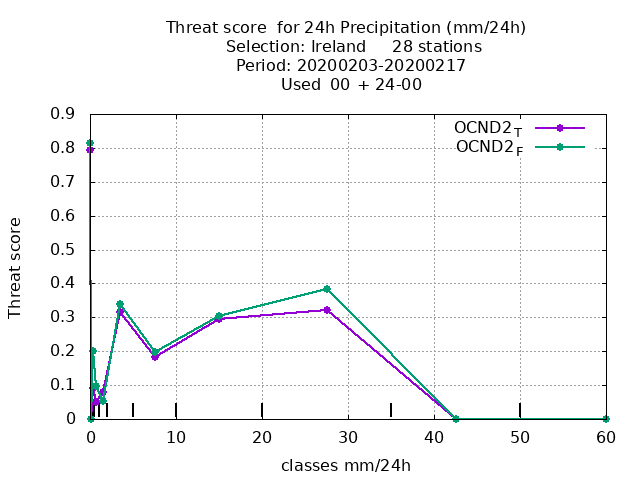 Threat score for 24h Precipitation (mm/24h)
Selection: Ireland 28 stations
Period: 20200203-20200217
Used 00 + 24-00
OCND2T
OCND2F
0.9
0.8
0.7
0.6
0.5
0.4
0.3
0.2
0.1
0
Threat score
0 10 20 30 40 50 60
classes mm/24h